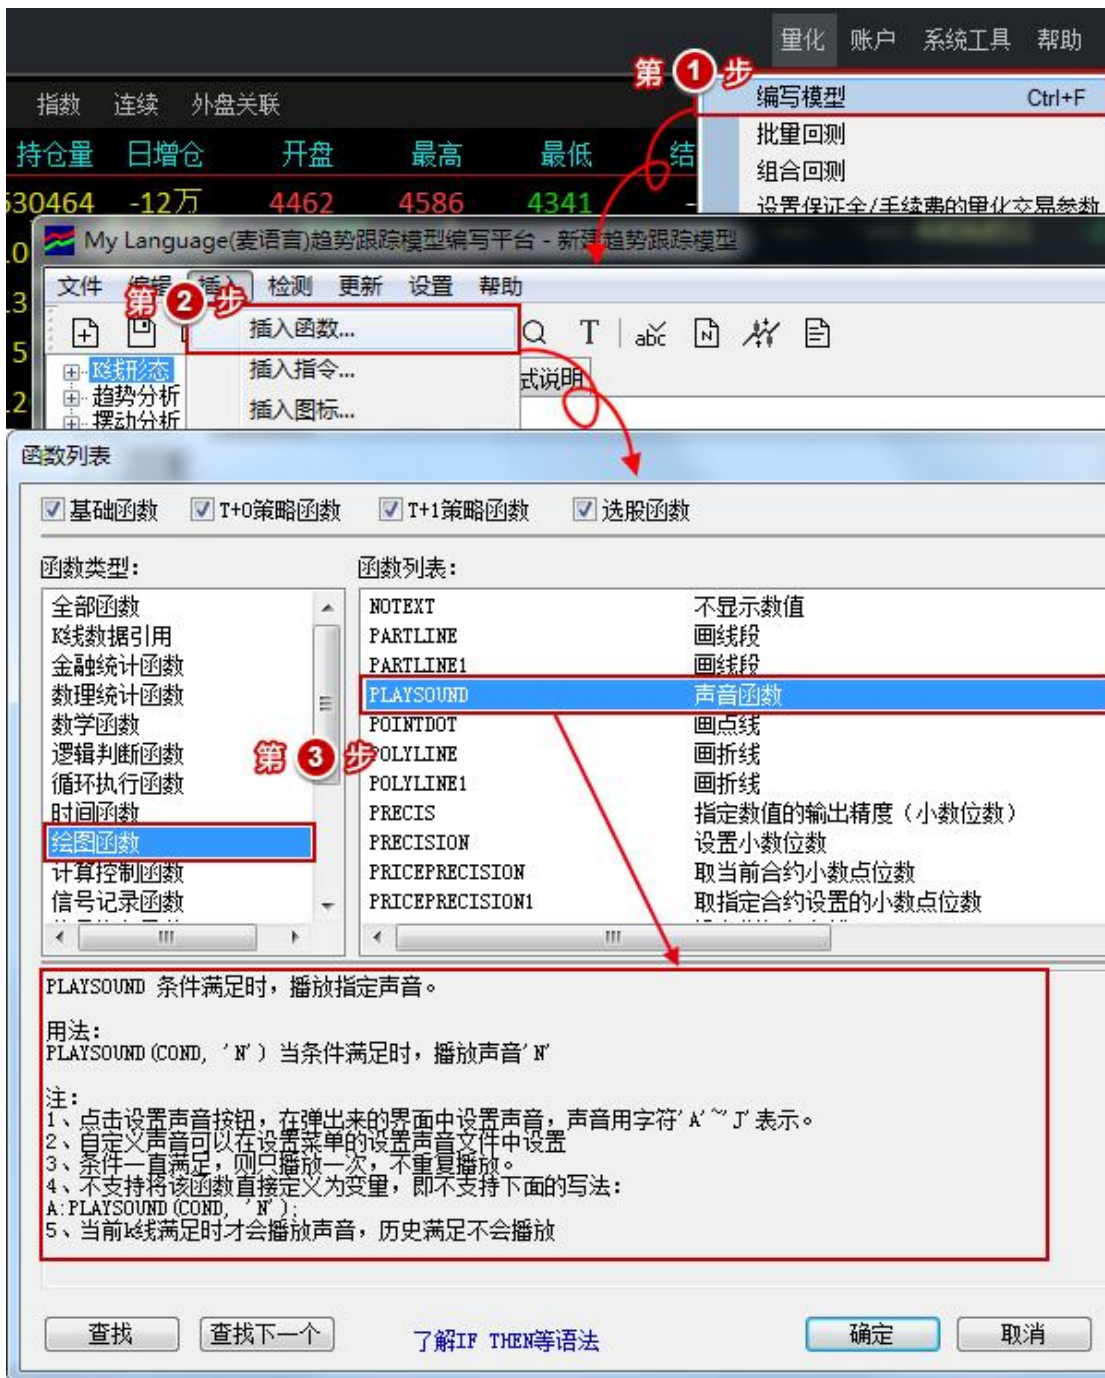 量化 账户 系统工具 帮助
第 1 步
编写模型 Ctrl+F
指数 连续 外盘关联
批量回测
持仓量 日增仓 开盘 最高 最低 结
组合回测
530464 -12万 4462 4586 4341 -
设置保证金/手续费的量化交易参数
My Language(麦语言)趋势跟踪模型编写平台 - 新建趋势跟踪模型
文件 编辑 插入 检测 更新 设置 帮助
第 2 步
插入函数...
K线形态
插入指令...
式说明
趋势分析
插入图标...
摆动分析
函数列表
基础函数 T+0策略函数 T+1策略函数 选股函数
函数类型: 函数列表:
全部函数 NOTEXT 不显示数值
K线数据引用 PARTLINE 画线段
金融统计函数 PARTLINE1 画线段
数理统计函数 PLAYSOUND 声音函数
数学函数 POINTDOT 画点线
逻辑判断函数 POLYLINE 画折线
第 3 步
循环执行函数 POLYLINE1 画折线
时间函数 PRECIS 指定数值的输出精度（小数位数）
绘图函数 PRECISION 设置小数位数
计算控制函数 PRICEPRECISION 取当前合约小数点位数
信号记录函数 PRICEPRECISION1 取指定合约设置的小数点位数
PLAYSOUND 条件满足时，播放指定声音。
用法:
PLAYSOUND(COND, 'N') 当条件满足时，播放声音'N'
注:
1、点击设置声音按钮，在弹出来的界面中设置声音，声音用字符'A'~'J'表示。
2、自定义声音可以在设置菜单的设置声音文件中设置
3、条件一直满足，则只播放一次，不重复播放。
4、不支持将该函数直接定义为变量，即不支持下面的写法:
A:PLAYSOUND(COND, 'N');
5、当前k线满足时才会播放声音，历史满足不会播放
查找 查找下一个 了解IF THEN等语法 确定 取消